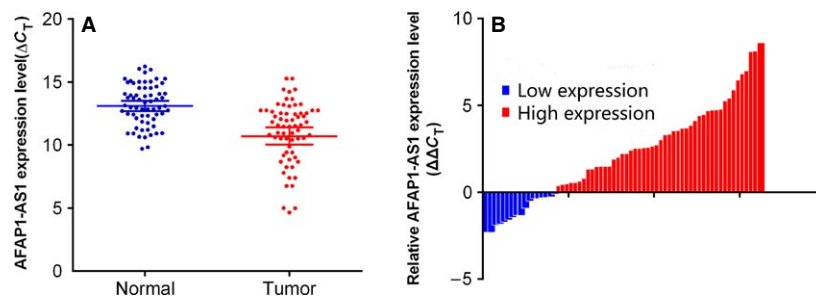 A
AFAP1-AS1 expression level(ΔCT)
20
15
10
5
0
Normal Tumor
B
Relative AFAP1-AS1 expression level
(ΔΔCT)
10
5
0
−5
Low expression
High expression